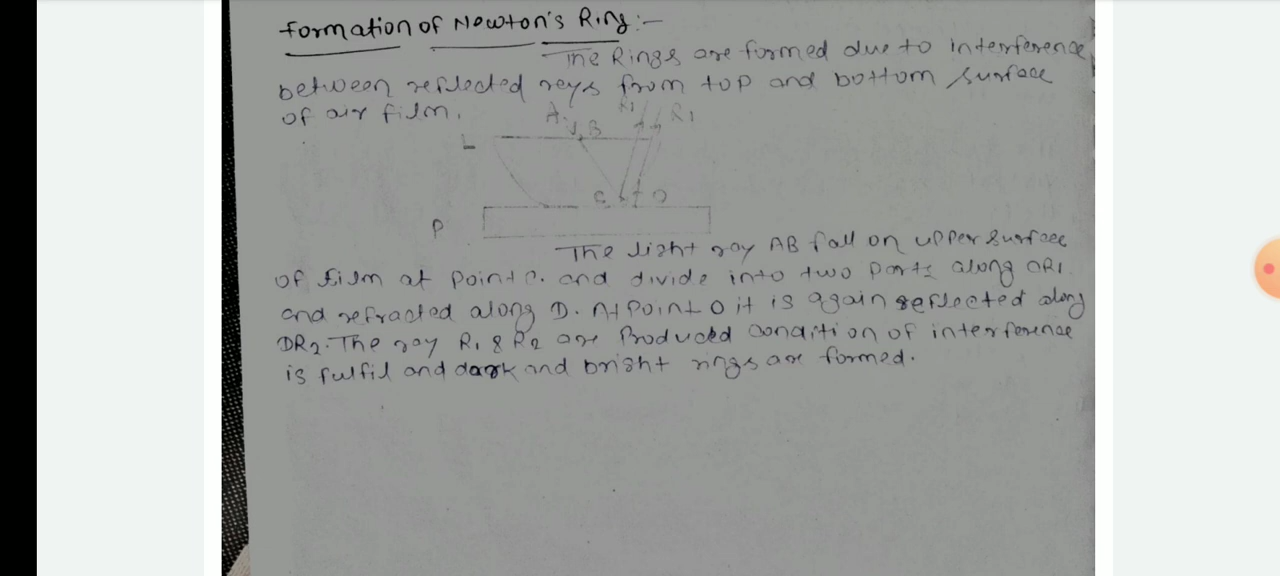 Formation of Newton's Ring :-
The Rings are formed due to interference
between reflected reys from top and bottom surface
of air film.
A B R1 R1
L
C D
P
The light ray AB fall on upper surface
of film at point C. and divide into two parts along CR1
and refracted along D. At point D it is again reflected along
DR2. The ray R1 & R2 are Produced condition of interference
is fulfil and dark and bright rings are formed.